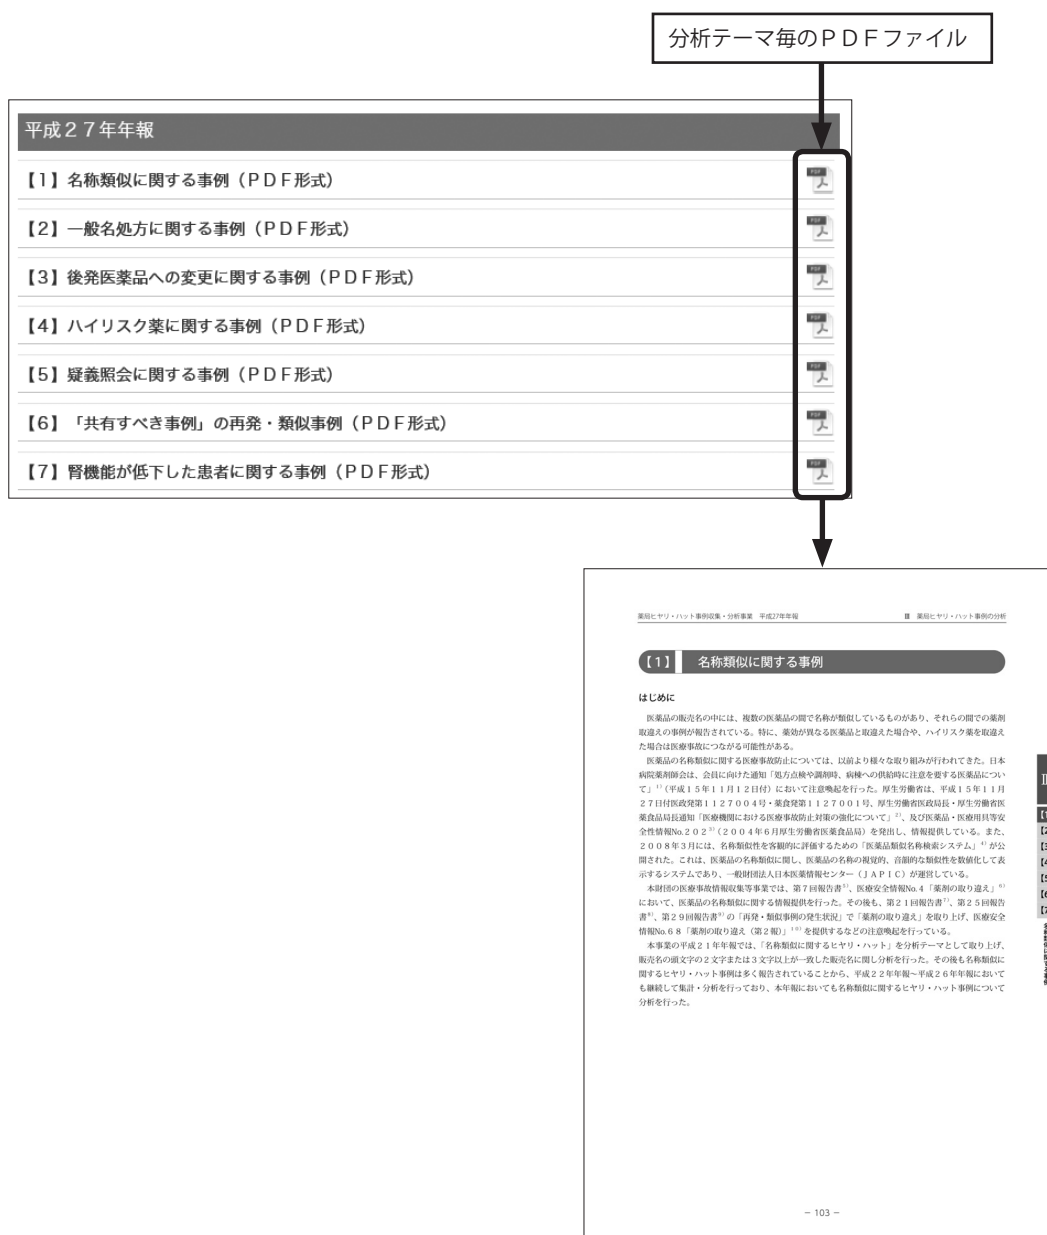 分析テーマ毎のＰＤＦファイル
平成２７年年報
【1】名称類似に関する事例（ＰＤＦ形式）
【2】一般名処方に関する事例（ＰＤＦ形式）
【3】後発医薬品への変更に関する事例（ＰＤＦ形式）
【4】ハイリスク薬に関する事例（ＰＤＦ形式）
【5】疑義照会に関する事例（ＰＤＦ形式）
【6】「共有すべき事例」の再発・類似事例（ＰＤＦ形式）
【7】腎機能が低下した患者に関する事例（ＰＤＦ形式）
薬局ヒヤリ・ハット事例収集・分析事業　平成27年年報
Ⅲ　薬局ヒヤリ・ハット事例の分析
【１】　名称類似に関する事例
はじめに
医薬品の販売名の中には、複数の医薬品の間で名称が類似しているものがあり、それらの間での薬剤
取違えの事例が報告されている。特に、薬効が異なる医薬品と取違えた場合や、ハイリスク薬を取違え
た場合は医療事故につながる可能性がある。
医薬品の名称類似に関する医療事故防止については、以前より様々な取り組みが行われてきた。日本
病院薬剤師会は、会員に向けた通知「処方点検や調剤時、病棟への供給時に注意を要する医薬品につい
て」1)（平成１５年１１月１２日付）において注意喚起を行った。厚生労働省は、平成１５年１１月
２７日付医政発第１１２７００４号・薬食発第１１２７００１号、厚生労働省医政局長・厚生労働省医
薬食品局長通知「医療機関における医療事故防止対策の強化について」2)、及び医薬品・医療用具等安
全性情報No.２０２3)（２００４年６月厚生労働省医薬食品局）を発出し、情報提供している。また、
２００８年３月には、名称類似性を客観的に評価するための「医薬品類似名称検索システム」4)が公
開された。これは、医薬品の名称類似に関し、医薬品の名称の視覚的、音韻的な類似性を数値化して表
示するシステムであり、一般財団法人日本医薬情報センター（ＪＡＰＩＣ）が運営している。
本財団の医療事故情報収集等事業では、第７回報告書5)、医療安全情報No.４「薬剤の取り違え」6)
において、医薬品の名称類似に関する情報提供を行った。その後も、第２１回報告書7)、第２５回報告
書8)、第２９回報告書9)の「再発・類似事例の発生状況」で「薬剤の取り違え」を取り上げ、医療安全
情報No.６８「薬剤の取り違え（第２報）」10)を提供するなどの注意喚起を行っている。
本事業の平成２１年年報では、「名称類似に関するヒヤリ・ハット」を分析テーマとして取り上げ、
販売名の頭文字の２文字または３文字以上が一致した販売名に関し分析を行った。その後も名称類似に
関するヒヤリ・ハット事例は多く報告されていることから、平成２２年年報～平成２６年年報において
も継続して集計・分析を行っており、本年報においても名称類似に関するヒヤリ・ハット事例について
分析を行った。
名称類似に関する事例
− 103 −